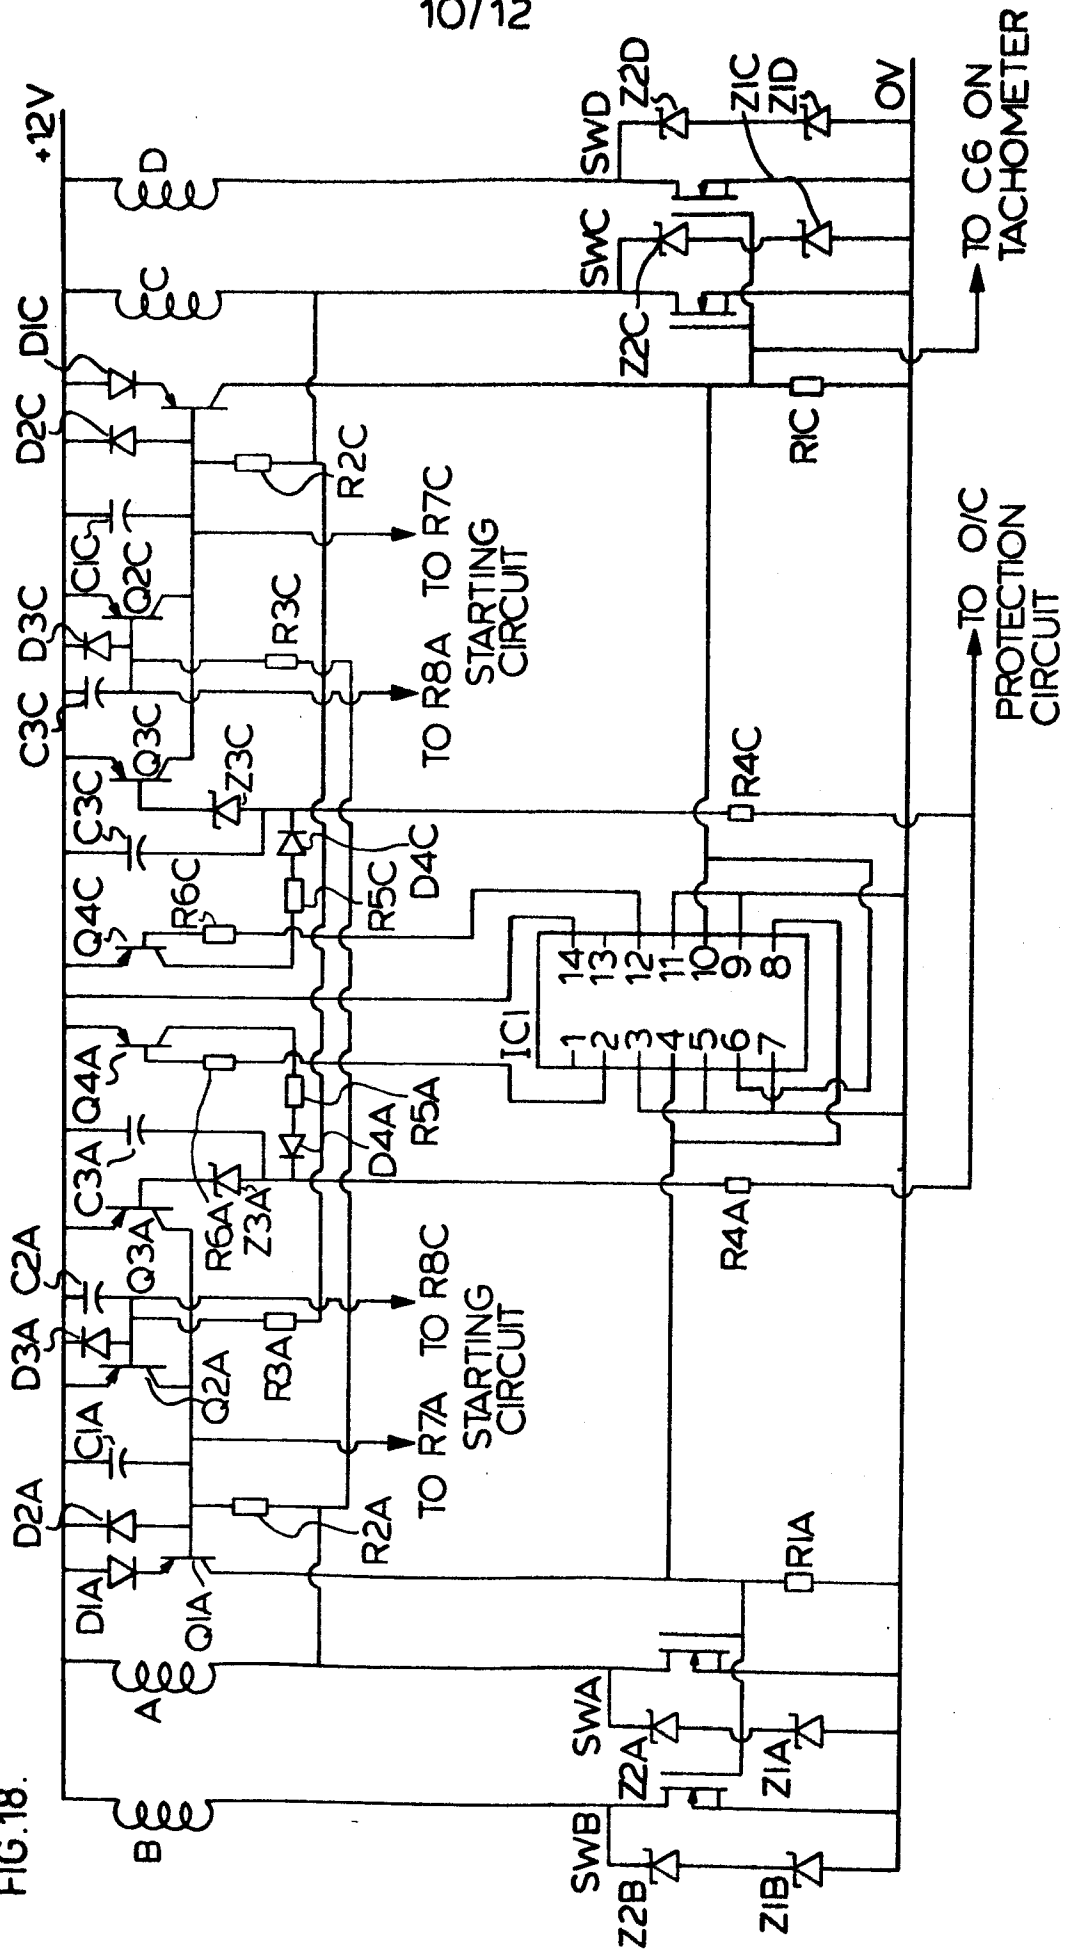 10/12
FIG.18.
+12V
0V
B
A
C
D
D1A
D2A
C1A
D3A
C2A
C3A
Q4A
Q4C
C3C
C3C
D3C
C1C
D2C
D1C
Q1A
Q2A
Q3A
R6A
Z3A
R6C
Z3C
Q3C
Q2C
R2A
R3A
D4A
R5A
R5C
D4C
R3C
R2C
TO R7A
TO R8C
STARTING
CIRCUIT
TO R8A
TO R7C
STARTING
CIRCUIT
IC1
1
2
3
4
5
6
7
14
13
12
11
10
9
8
SWB
Z2B
Z1B
SWA
Z2A
Z1A
R1A
R4A
R4C
R1C
SWC
Z2C
SWD
Z2D
Z1C
Z1D
TO O/C
PROTECTION
CIRCUIT
TO C6 ON
TACHOMETER